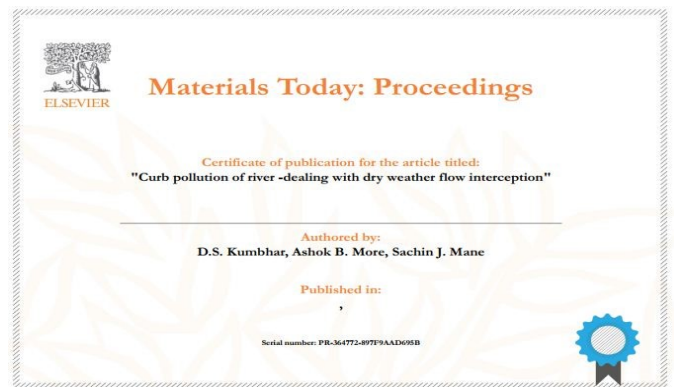 ELSEVIER
Materials Today: Proceedings
Certificate of publication for the article titled:
"Curb pollution of river -dealing with dry weather flow interception"
Authored by:
D.S. Kumbhar, Ashok B. More, Sachin J. Mane
Published in:
,
Serial number: PR-364772-897F9AAD695B